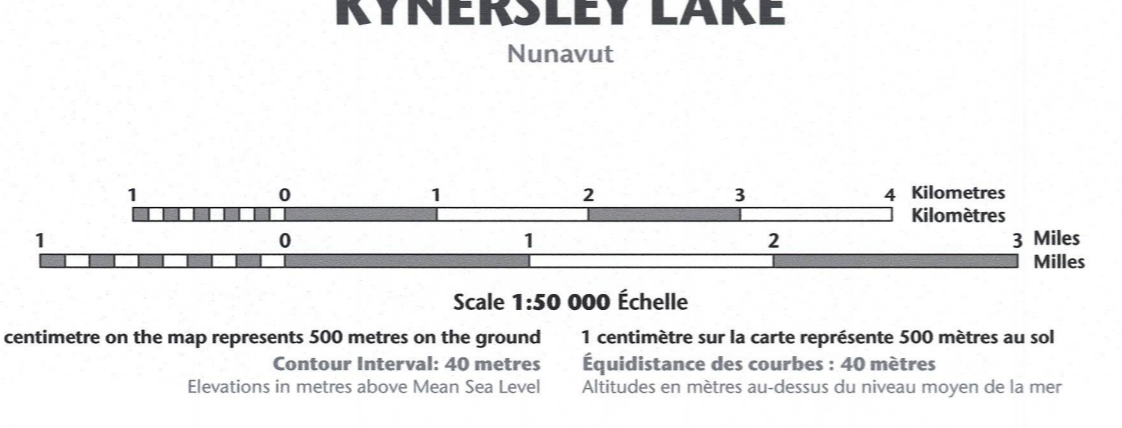 KYNERSLEY LAKE
Nunavut
1 0 1 2 3 4 Kilometres
Kilomètres
1 0 1 2 3 Miles
Milles
Scale 1:50 000 Échelle
centimetre on the map represents 500 metres on the ground
1 centimètre sur la carte représente 500 mètres au sol
Contour Interval: 40 metres
Équidistance des courbes : 40 mètres
Elevations in metres above Mean Sea Level
Altitudes en mètres au-dessus du niveau moyen de la mer